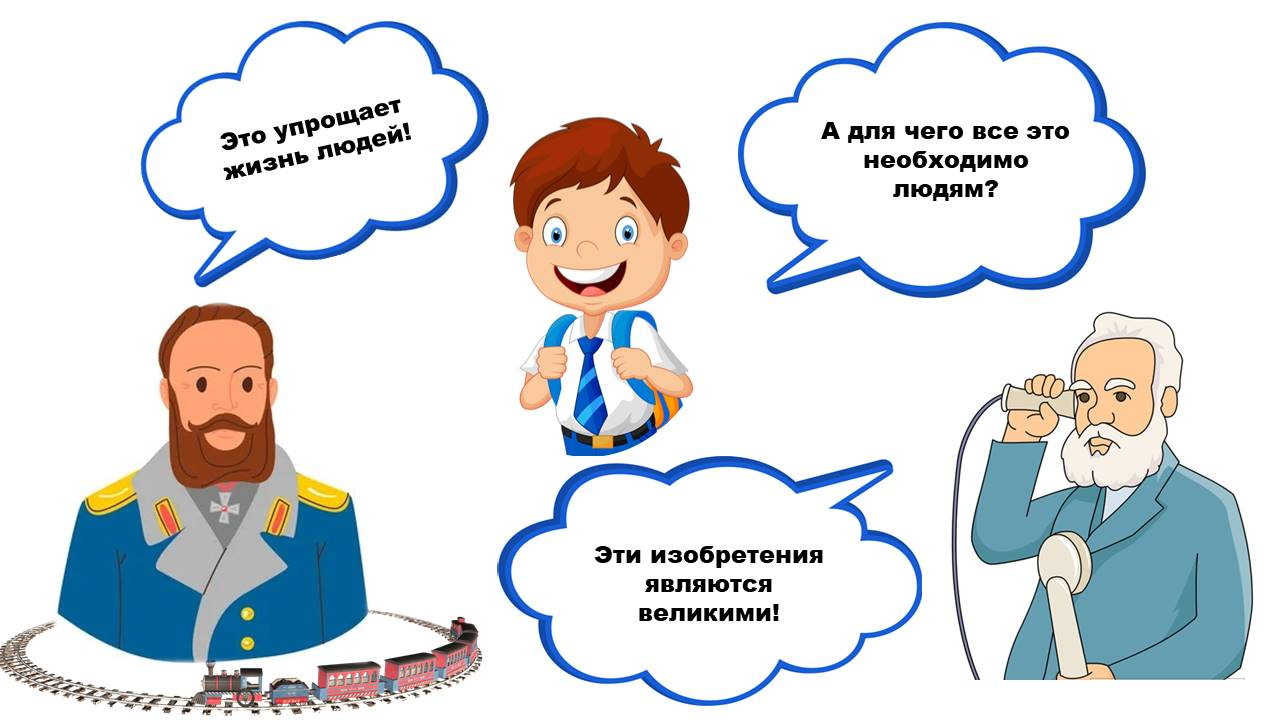 Это упрощает
жизнь людей!
А для чего все это
необходимо
людям?
Эти изобретения
являются
великими!